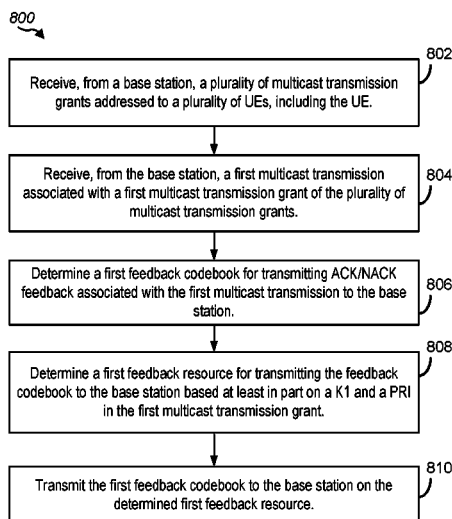 800
802
Receive, from a base station, a plurality of multicast transmission
grants addressed to a plurality of UEs, including the UE.
804
Receive, from the base station, a first multicast transmission
associated with a first multicast transmission grant of the plurality of
multicast transmission grants.
806
Determine a first feedback codebook for transmitting ACK/NACK
feedback associated with the first multicast transmission to the base
station.
808
Determine a first feedback resource for transmitting the feedback
codebook to the base station based at least in part on a K1 and a PRI
in the first multicast transmission grant.
810
Transmit the first feedback codebook to the base station on the
determined first feedback resource.